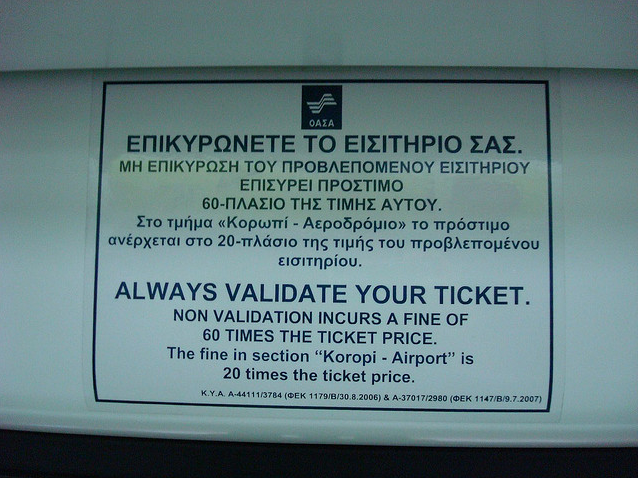 ΟΑΣΑ
ΕΠΙΚΥΡΩΝΕΤΕ ΤΟ ΕΙΣΙΤΗΡΙΟ ΣΑΣ.
ΜΗ ΕΠΙΚΥΡΩΣΗ ΤΟΥ ΠΡΟΒΛΕΠΟΜΕΝΟΥ ΕΙΣΙΤΗΡΙΟΥ
ΕΠΙΣΥΡΕΙ ΠΡΟΣΤΙΜΟ
60-ΠΛΑΣΙΟ ΤΗΣ ΤΙΜΗΣ ΑΥΤΟΥ.
Στο τμήμα «Κορωπί - Αεροδρόμιο» το πρόστιμο
ανέρχεται στο 20-πλάσιο της τιμής του προβλεπομένου
εισιτηρίου.
ALWAYS VALIDATE YOUR TICKET.
NON VALIDATION INCURS A FINE OF
60 TIMES THE TICKET PRICE.
The fine in section “Koropi - Airport” is
20 times the ticket price.
Κ.Υ.Α. Α-44111/3784 (ΦΕΚ 1179/Β/30.8.2006) & Α-37017/2980 (ΦΕΚ 1147/Β/9.7.2007)